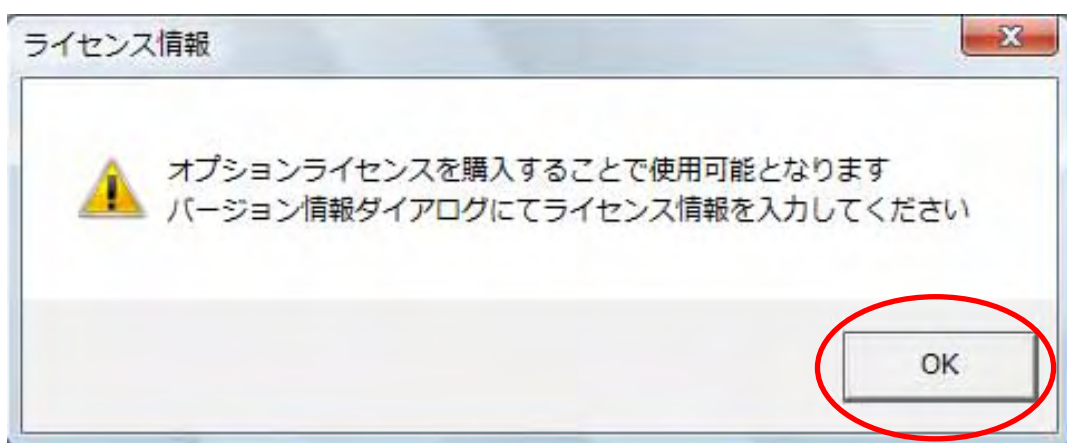 ライセンス情報
オプションライセンスを購入することで使用可能となります
バージョン情報ダイアログにてライセンス情報を入力してください
OK